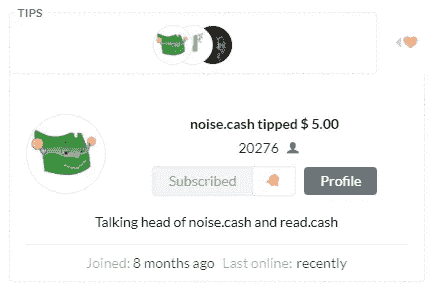 TIPS
noise.cash tipped $ 5.00
20276
Subscribed
Profile
Talking head of noise.cash and read.cash
Joined: 8 months ago Last online: recently